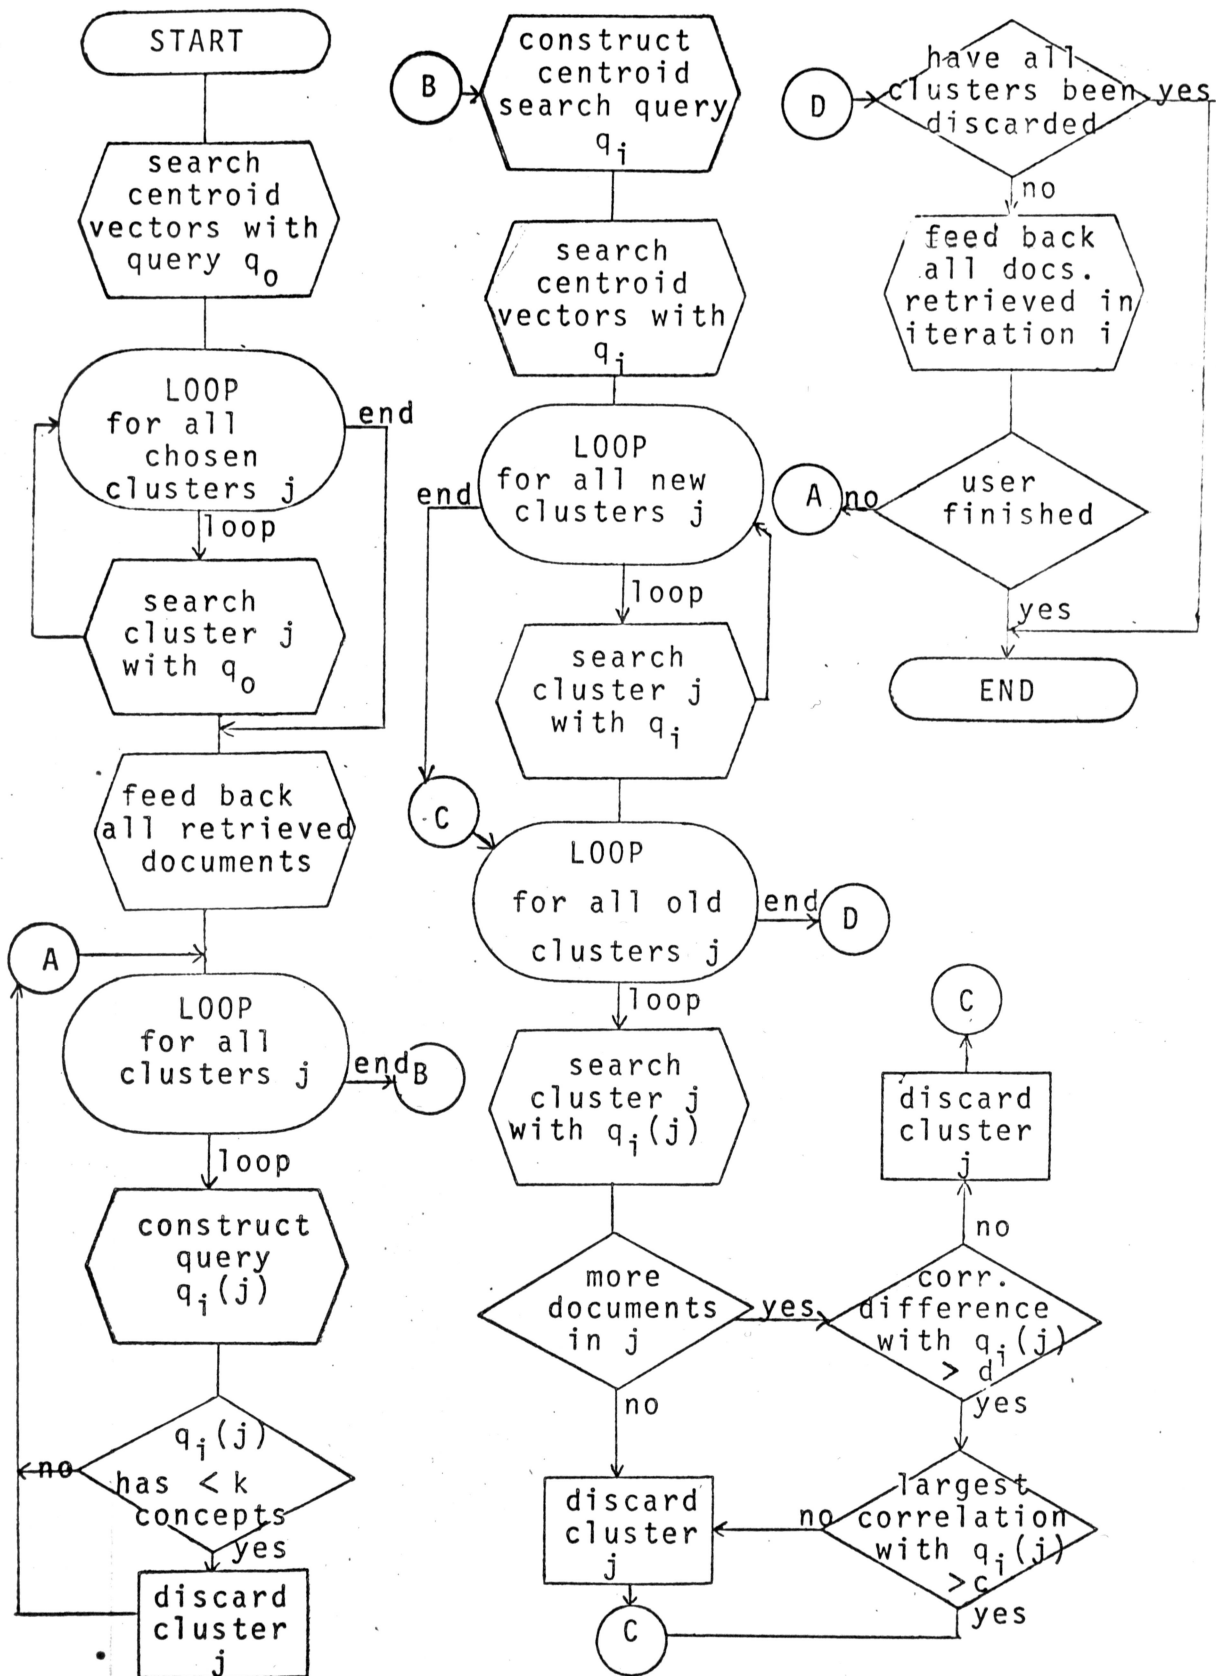 START
search
centroid
vectors with
query q₀
LOOP
for all
chosen
clusters j
end
loop
search
cluster j
with q₀
feed back
all retrieved
documents
A
LOOP
for all
clusters j
end
B
loop
construct
query
qᵢ(j)
qᵢ(j)
has < k
concepts
no
yes
discard
cluster
j
B
construct
centroid
search query
qᵢ
search
centroid
vectors with
qᵢ
LOOP
for all new
clusters j
end
loop
search
cluster j
with qᵢ
C
LOOP
for all old
clusters j
end
D
loop
search
cluster j
with qᵢ(j)
more
documents
in j
yes
no
discard
cluster
j
C
D
have all
clusters been
discarded
yes
no
feed back
all docs.
retrieved in
iteration i
user
finished
no
A
yes
END
C
discard
cluster
j
no
corr.
difference
with qᵢ(j)
> d
yes
largest
correlation
with qᵢ(j)
> c
no
yes